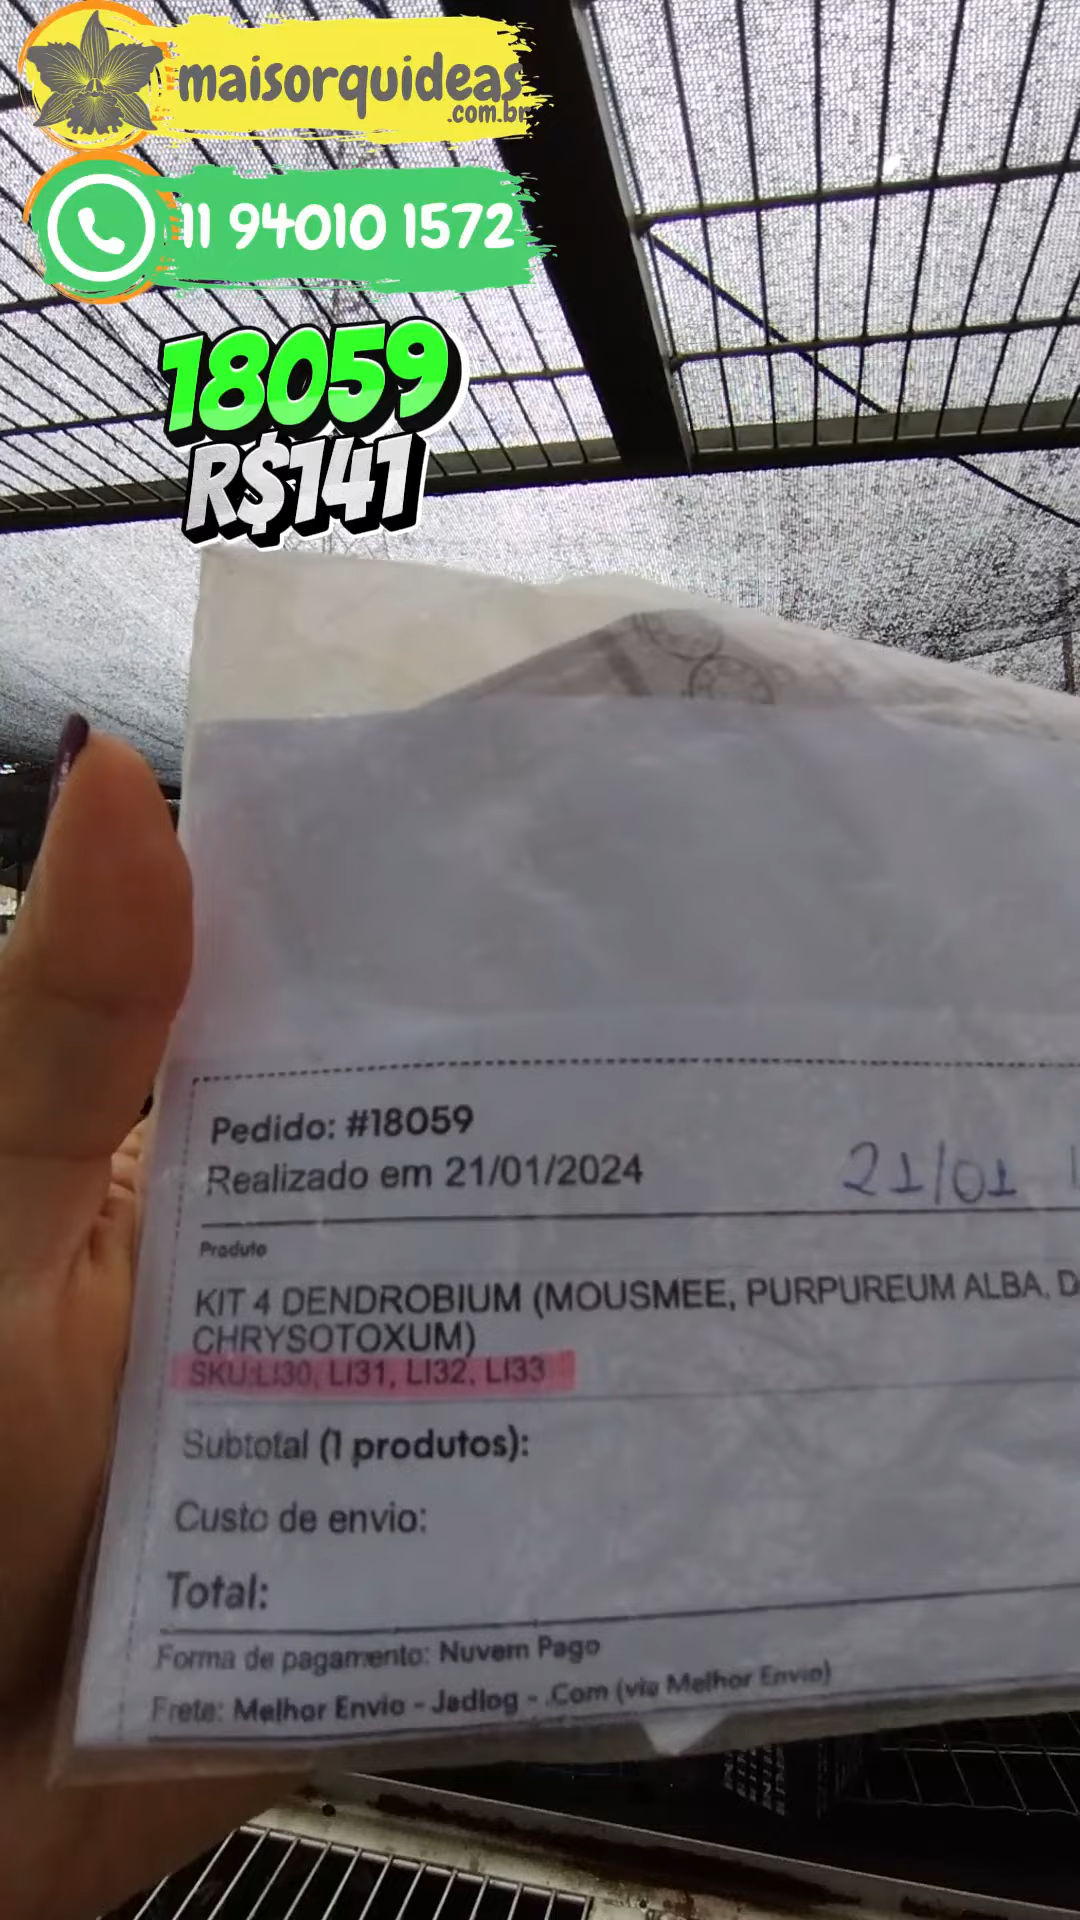 maisorquideas
.com.br
11 94010 1572
18059
R$141
Pedido: #18059
Realizado em 21/01/2024
21/01
Produto
KIT 4 DENDROBIUM (MOUSMEE, PURPUREUM ALBA, D
CHRYSOTOXUM)
SKU:LI30, LI31, LI32, LI33
Subtotal (1 produtos):
Custo de envio:
Total:
Forma de pagamento: Nuvem Pago
Frete: Melhor Envio - Jadlog - .Com (via Melhor Envio)